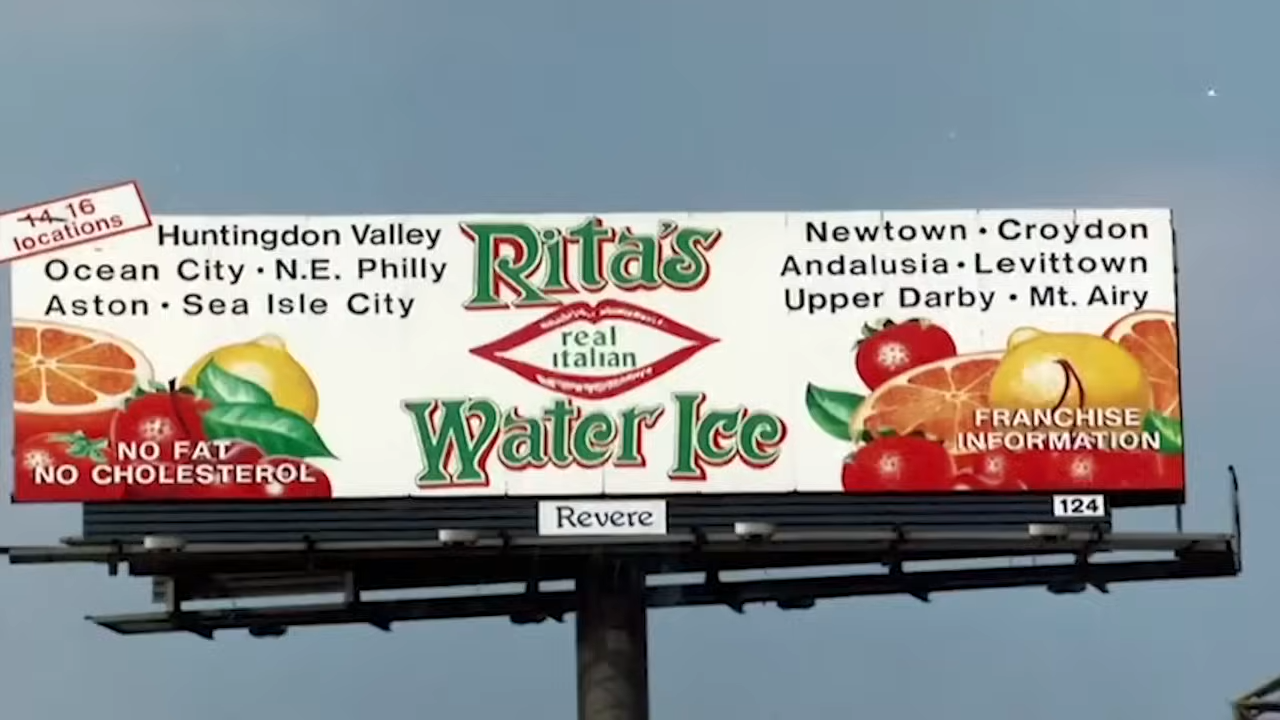 14 16
locations
Huntingdon Valley
Ocean City • N.E. Philly
Aston • Sea Isle City
Rita's
real
italian
Water Ice
Newtown • Croydon
Andalusia • Levittown
Upper Darby • Mt. Airy
NO FAT
NO CHOLESTEROL
FRANCHISE
INFORMATION
Revere
124